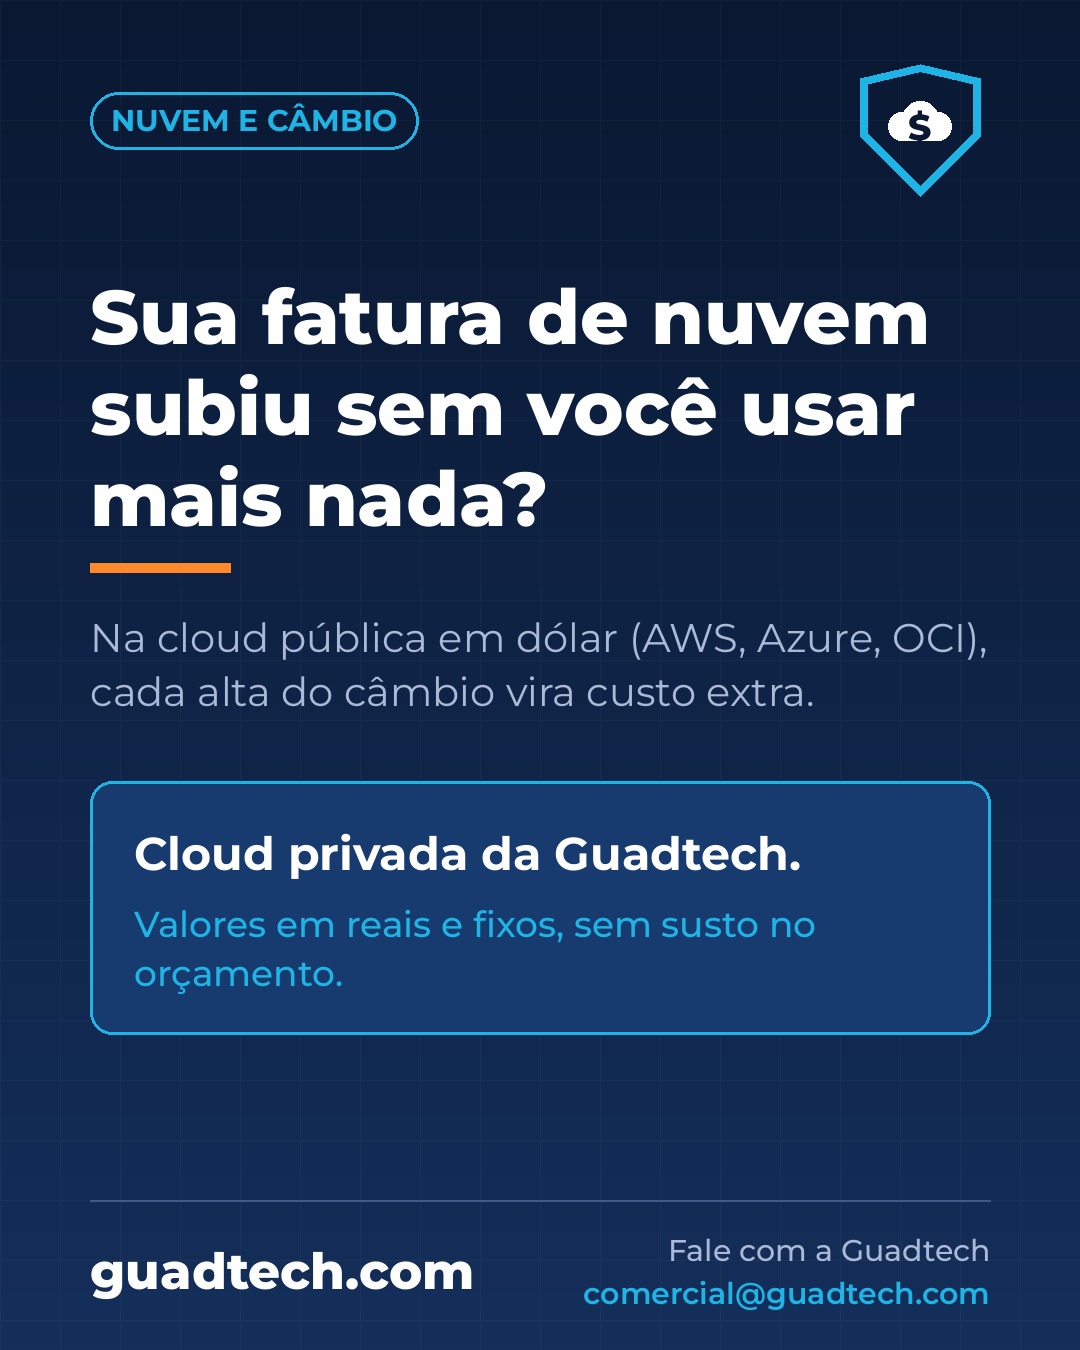 NUVEM E CÂMBIO
$
Sua fatura de nuvem
subiu sem você usar
mais nada?
Na cloud pública em dólar (AWS, Azure, OCI),
cada alta do câmbio vira custo extra.
Cloud privada da Guadtech.
Valores em reais e fixos, sem susto no
orçamento.
guadtech.com
Fale com a Guadtech
comercial@guadtech.com